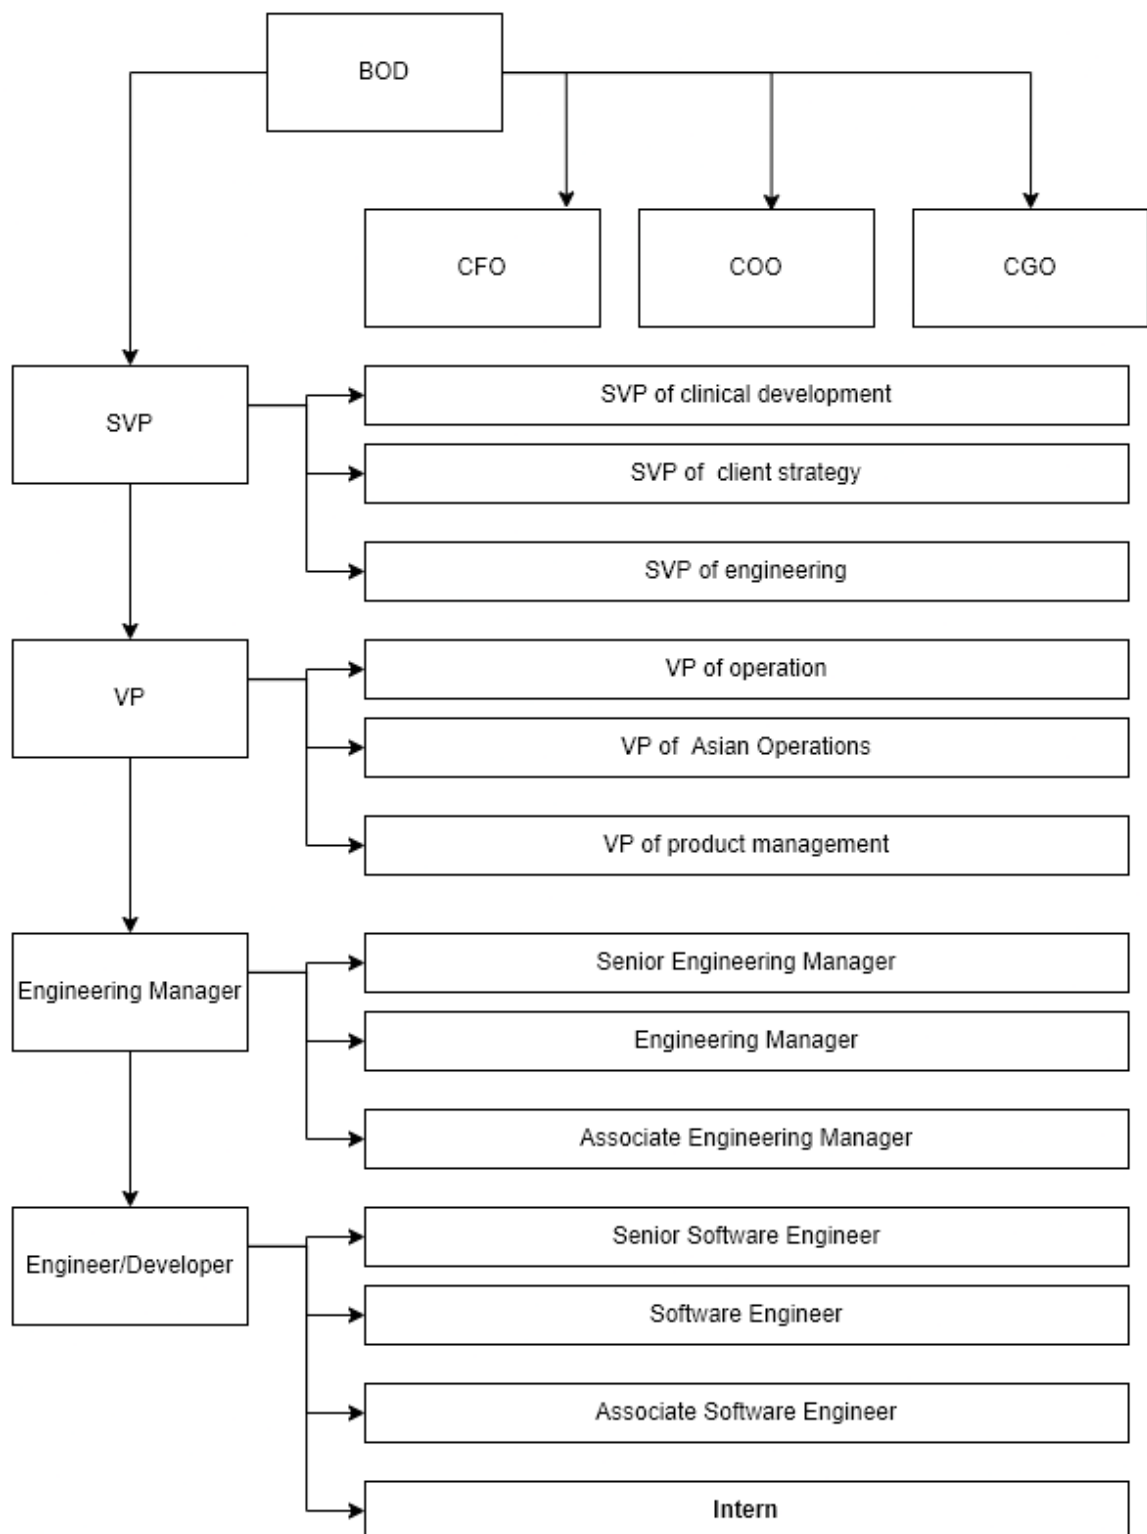 BOD
CFO
COO
CGO
SVP
SVP of clinical development
SVP of  client strategy
SVP of engineering
VP
VP of operation
VP of  Asian Operations
VP of product management
Engineering Manager
Senior Engineering Manager
Engineering Manager
Associate Engineering Manager
Engineer/Developer
Senior Software Engineer
Software Engineer
Associate Software Engineer
Intern